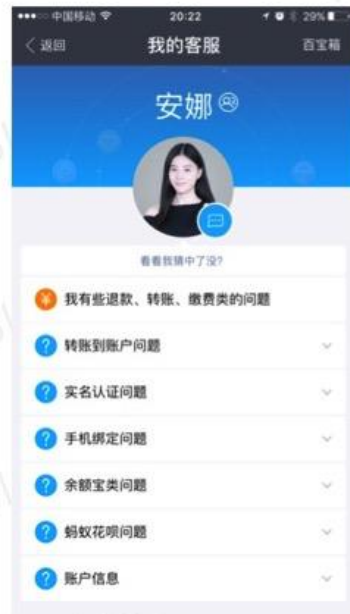 中国移动 20:22 29%
返回 我的客服 百宝箱
安娜
看看我猜中了没?
我有些退款、转账、缴费类的问题
转账到账户问题
实名认证问题
手机绑定问题
余额宝类问题
蚂蚁花呗问题
账户信息